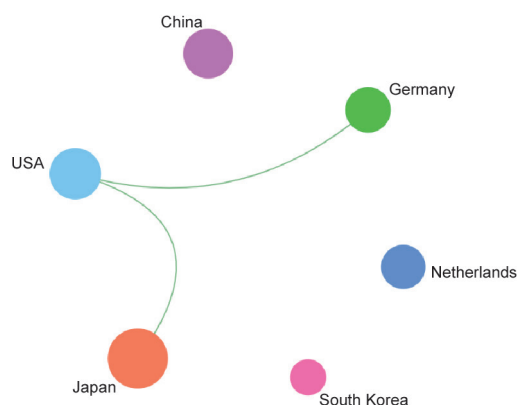 China
Germany
USA
Netherlands
Japan
South Korea